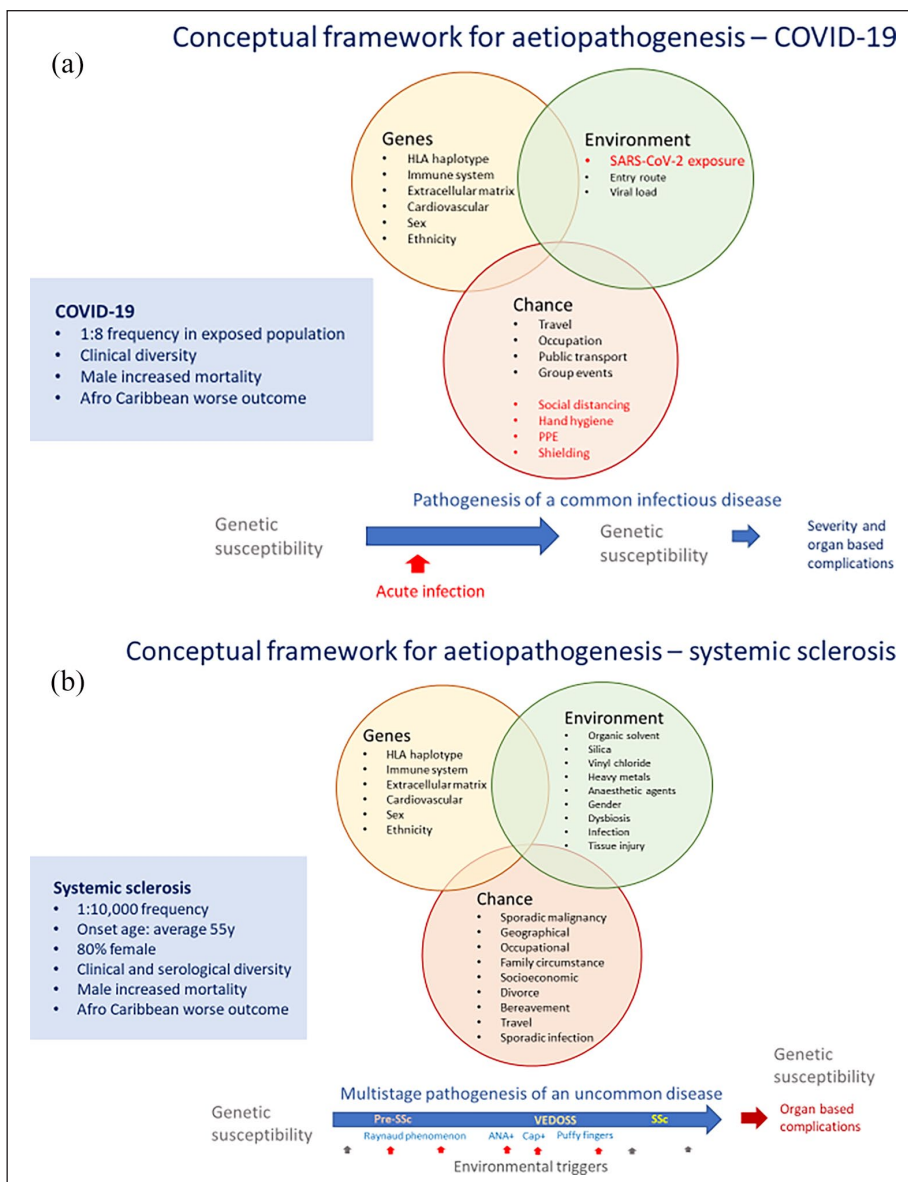 Conceptual framework for aetiopathogenesis – COVID-19
(a)
Genes
• HLA haplotype
• Immune system
• Extracellular matrix
• Cardiovascular
• Sex
• Ethnicity
Environment
• SARS-CoV-2 exposure
• Entry route
• Viral load
Chance
• Travel
• Occupation
• Public transport
• Group events
• Social distancing
• Hand hygiene
• PPE
• Shielding
COVID-19
• 1:8 frequency in exposed population
• Clinical diversity
• Male increased mortality
• Afro Caribbean worse outcome
Pathogenesis of a common infectious disease
Genetic
susceptibility
Acute infection
Genetic
susceptibility
Severity and
organ based
complications
Conceptual framework for aetiopathogenesis – systemic sclerosis
(b)
Genes
• HLA haplotype
• Immune system
• Extracellular matrix
• Cardiovascular
• Sex
• Ethnicity
Environment
• Organic solvent
• Silica
• Vinyl chloride
• Heavy metals
• Anaesthetic agents
• Gender
• Dysbiosis
• Infection
• Tissue injury
Chance
• Sporadic malignancy
• Geographical
• Occupational
• Family circumstance
• Socioeconomic
• Divorce
• Bereavement
• Travel
• Sporadic infection
Systemic sclerosis
• 1:10,000 frequency
• Onset age: average 55y
• 80% female
• Clinical and serological diversity
• Male increased mortality
• Afro Caribbean worse outcome
Multistage pathogenesis of an uncommon disease
Genetic
susceptibility
Pre-SSc VEDOSS SSc
Raynaud phenomenon ANA+ Cap+ Puffy fingers
Environmental triggers
Genetic
susceptibility
Organ based
complications